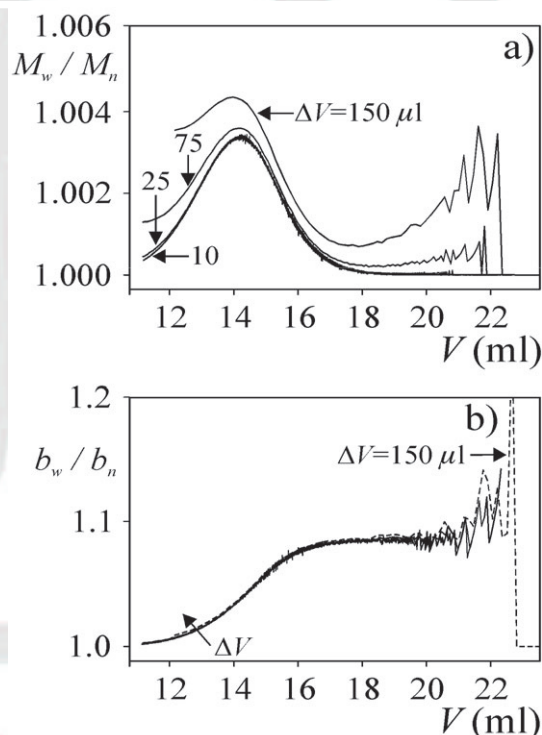 1.006
a)
M_w / M_n
ΔV=150 μl
1.004
75
25
1.002
10
1.000
12 14 16 18 20 22
V (ml)
1.2
b)
b_w / b_n
ΔV=150 μl
1.1
ΔV
1.0
12 14 16 18 20 22
V (ml)